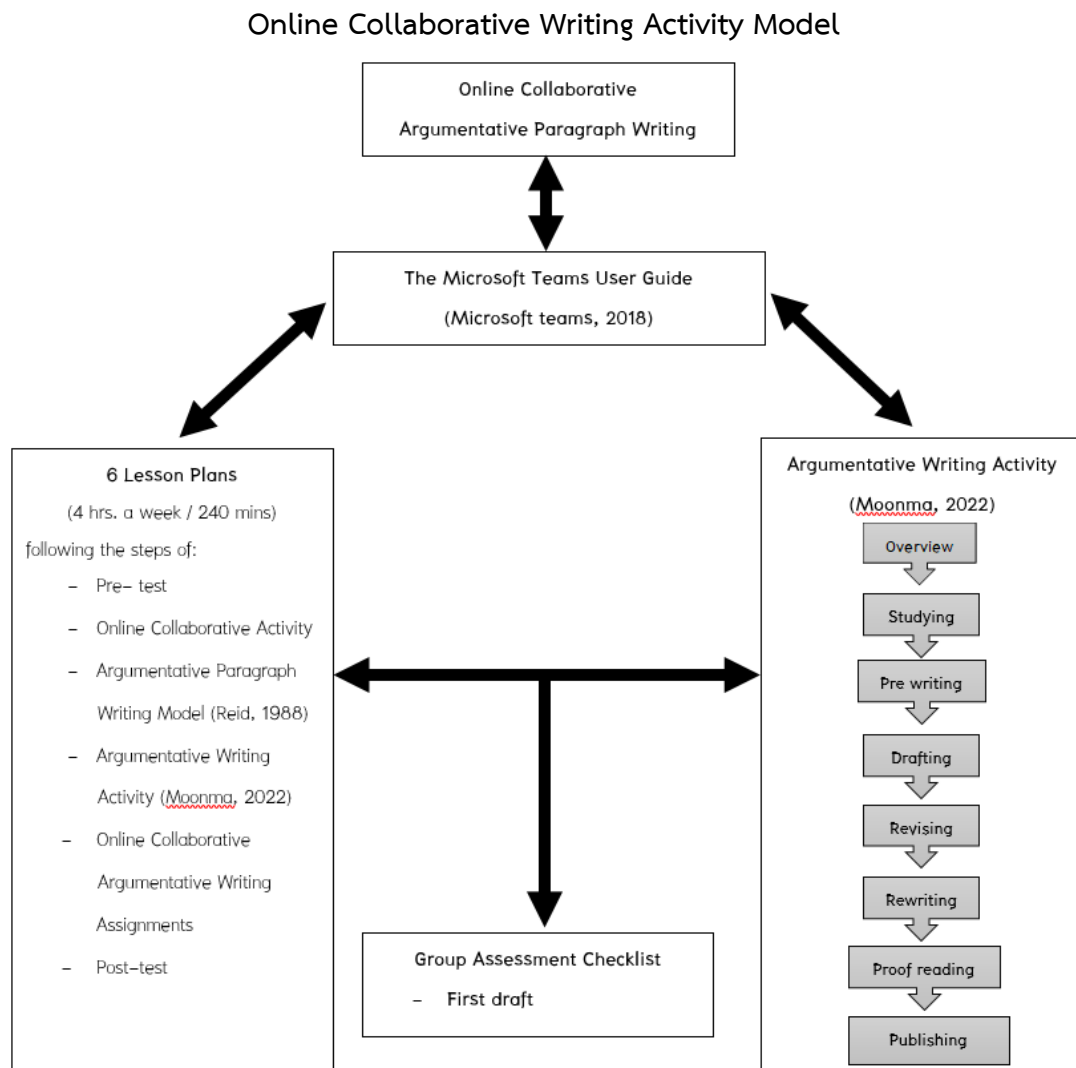 Online Collaborative Writing Activity Model
Online Collaborative
Argumentative Paragraph Writing
The Microsoft Teams User Guide
(Microsoft teams, 2018)
6 Lesson Plans
(4 hrs. a week / 240 mins)
following the steps of:
- Pre- test
- Online Collaborative Activity
- Argumentative Paragraph
Writing Model (Reid, 1988)
- Argumentative Writing
Activity (Moonma, 2022)
- Online Collaborative
Argumentative Writing
Assignments
- Post-test
Argumentative Writing Activity
(Moonma, 2022)
Overview
Studying
Pre writing
Drafting
Revising
Rewriting
Proof reading
Publishing
Group Assessment Checklist
- First draft